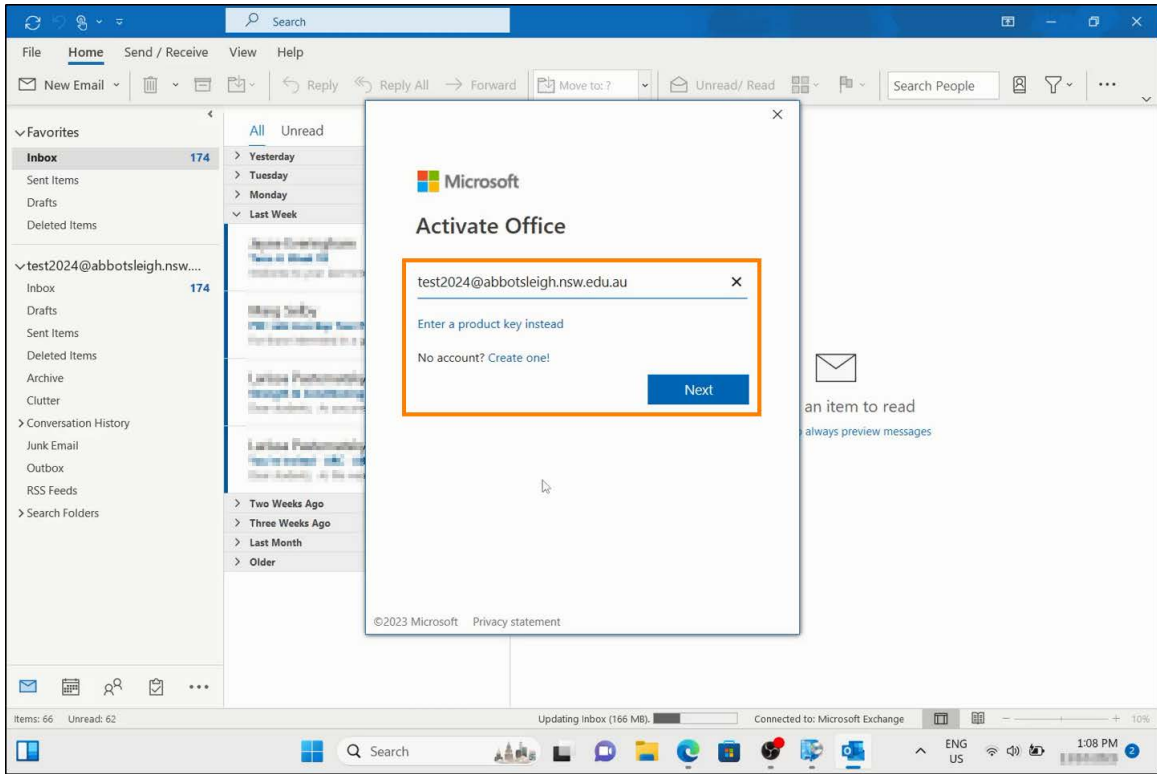 Search
File Home Send / Receive View Help
New Email Reply Reply All Forward Move to: ? Unread/ Read Search People
Favorites
Inbox 174
Sent Items
Drafts
Deleted Items
test2024@abbotsleigh.nsw....
Inbox 174
Drafts
Sent Items
Deleted Items
Archive
Clutter
Conversation History
Junk Email
Outbox
RSS Feeds
Search Folders
All Unread
Yesterday
Tuesday
Monday
Last Week
Two Weeks Ago
Three Weeks Ago
Last Month
Older
Microsoft
Activate Office
test2024@abbotsleigh.nsw.edu.au
Enter a product key instead
No account? Create one!
Next
©2023 Microsoft Privacy statement
an item to read
always preview messages
Items: 66 Unread: 62 Updating Inbox (166 MB). Connected to: Microsoft Exchange 10%
Search ENG 1:08 PM 2
US